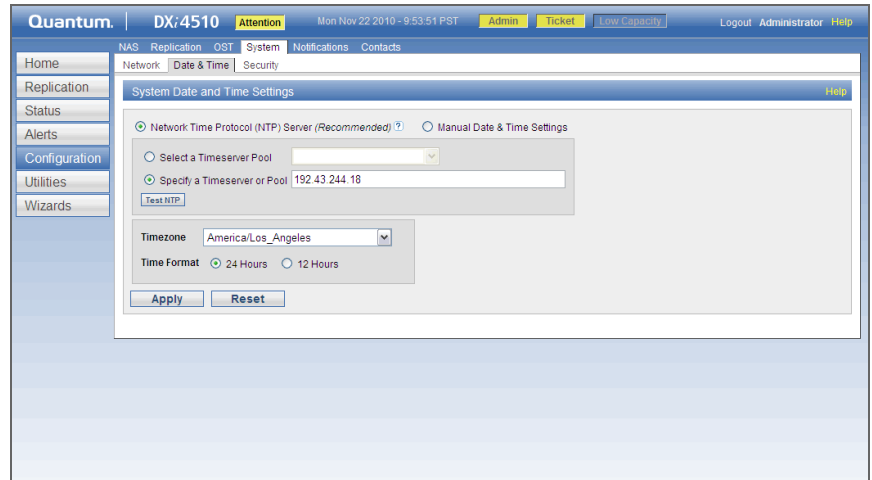 Quantum. DXi4510 Attention Mon Nov 22 2010 - 9:53:51 PST Admin Ticket Low Capacity Logout Administrator Help
NAS Replication OST System Notifications Contacts
Network Date & Time Security
Home
Replication
Status
Alerts
Configuration
Utilities
Wizards
System Date and Time Settings Help
Network Time Protocol (NTP) Server (Recommended) ? Manual Date & Time Settings
Select a Timeserver Pool
Specify a Timeserver or Pool 192.43.244.18
Test NTP
Timezone America/Los_Angeles
Time Format 24 Hours 12 Hours
Apply Reset